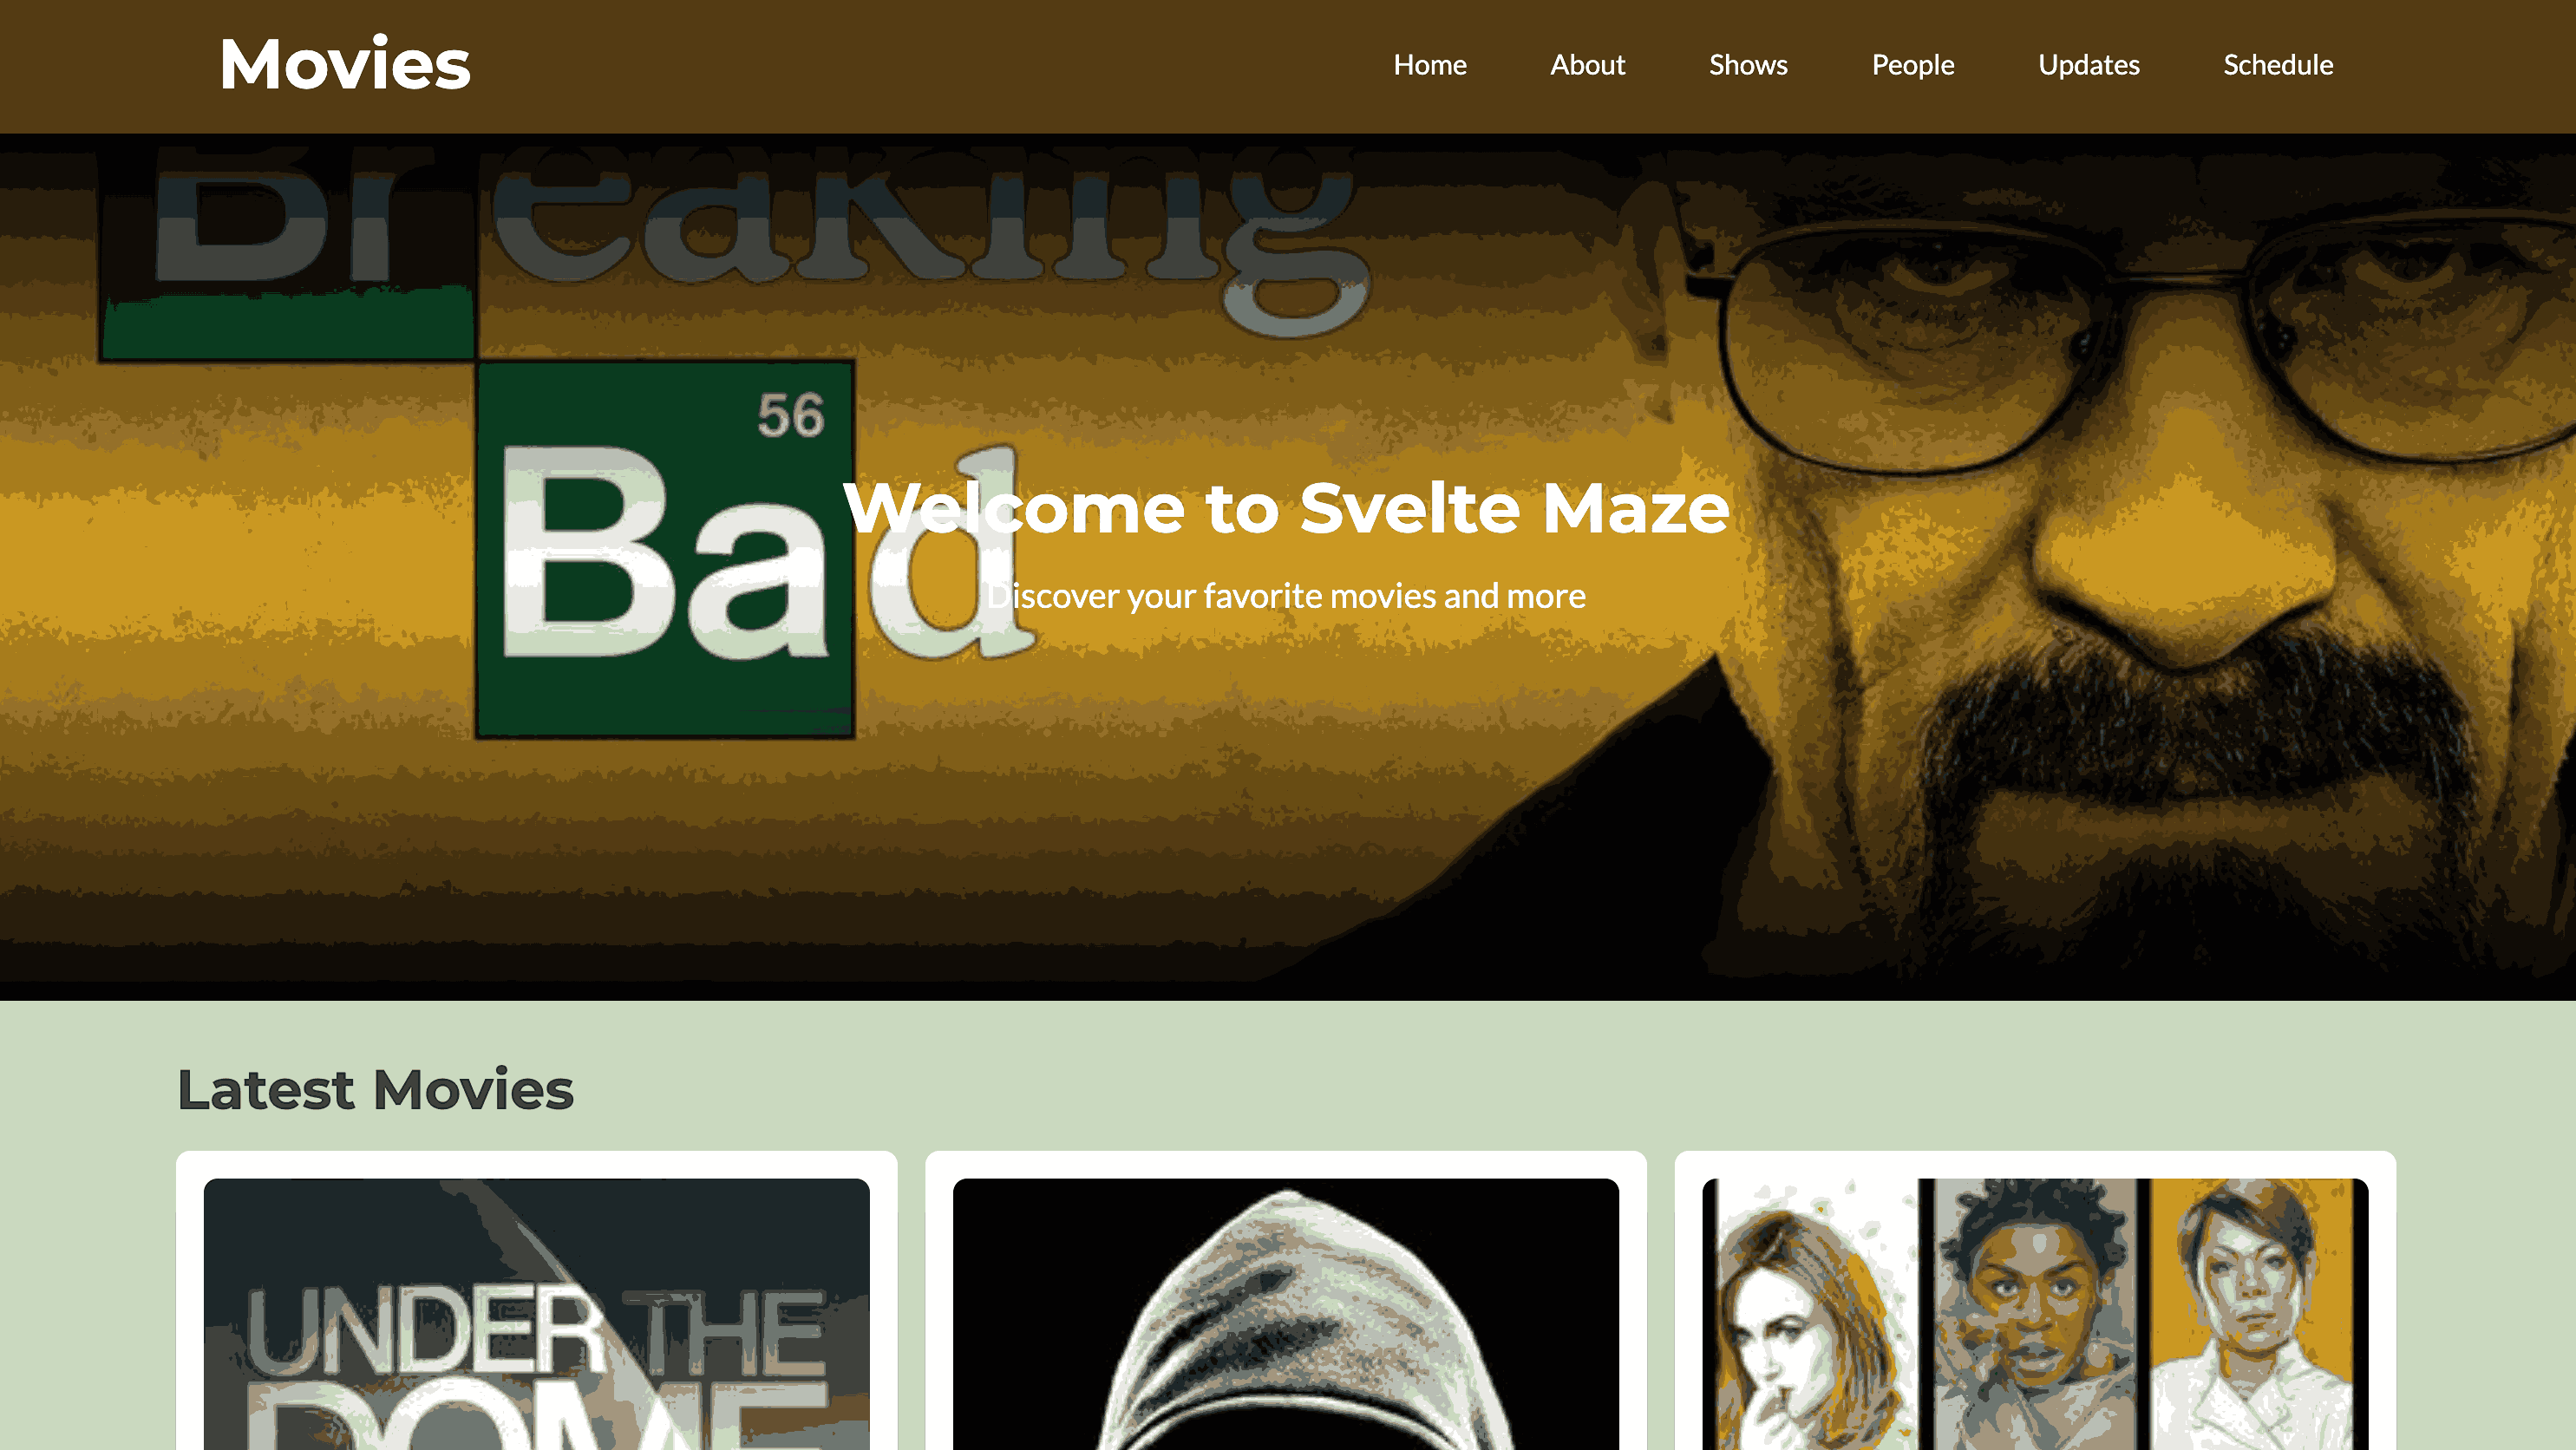 Movies
Home About Shows People Updates Schedule
Breaking
56
Bad
Welcome to Svelte Maze
Discover your favorite movies and more
Latest Movies
UNDER THE
DOME